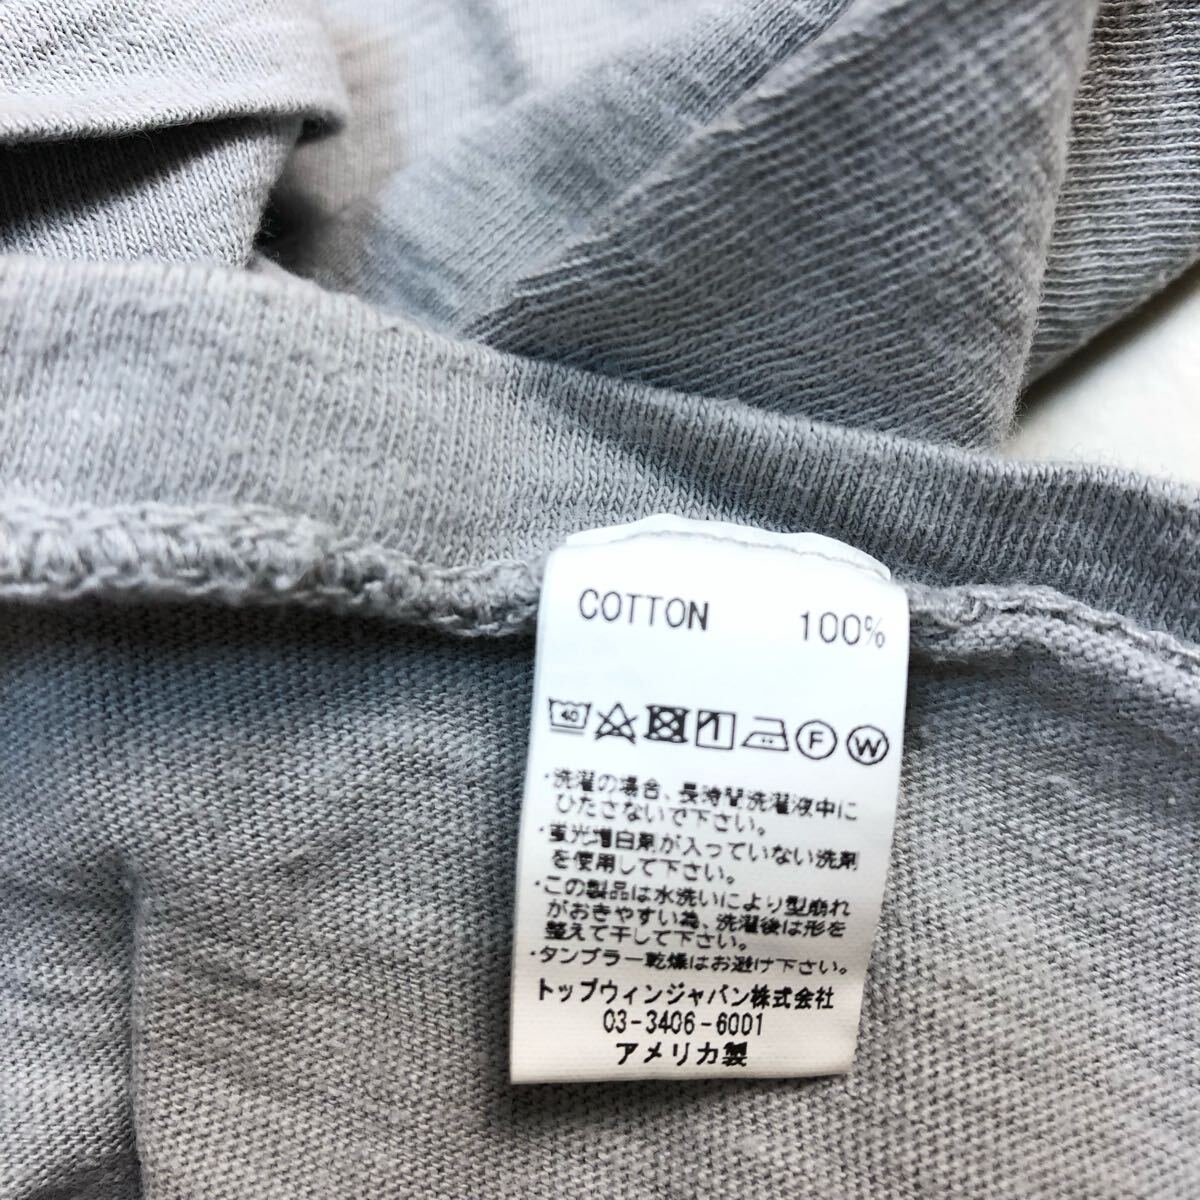 COTTON 100%
40 F W
・洗濯の場合、長時間洗濯液中に
ひたさないで下さい。
・蛍光増白剤が入っていない洗剤
を使用して下さい。
・この製品は水洗いにより型崩れ
がおきやすい為、洗濯後は形を
整えて干して下さい。
・タンブラー乾燥はお避け下さい。
トップウィンジャパン株式会社
03-3406-6001
アメリカ製